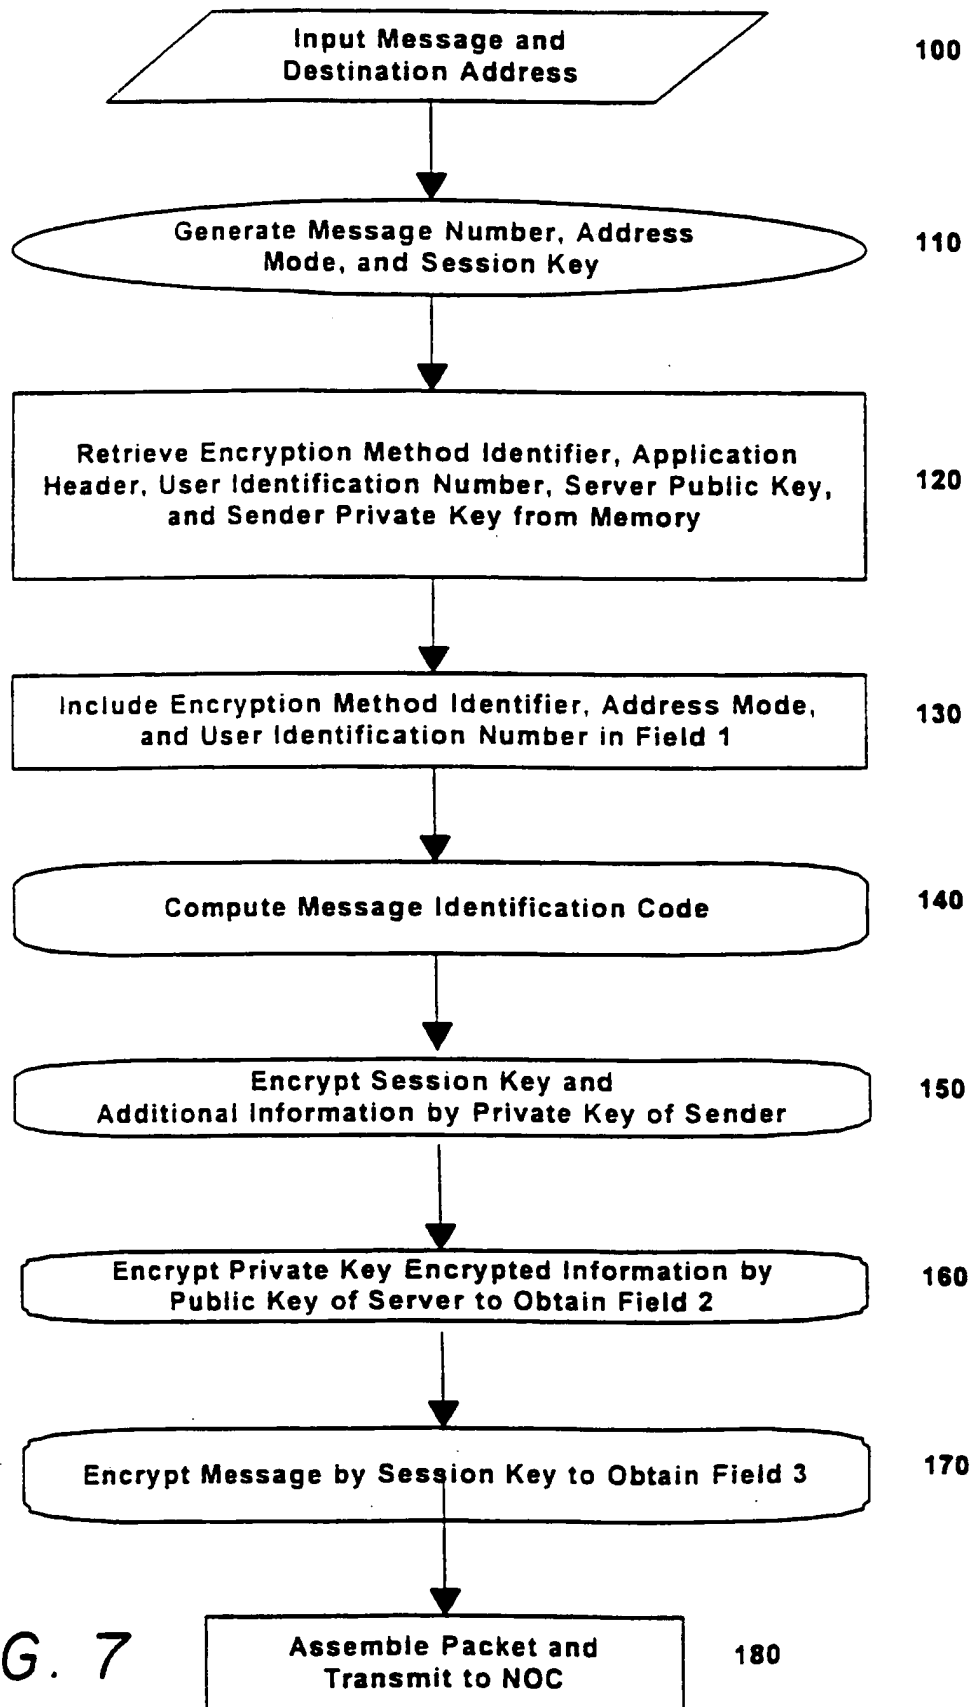 Input Message and
Destination Address
100
Generate Message Number, Address
Mode, and Session Key
110
Retrieve Encryption Method Identifier, Application
Header, User Identification Number, Server Public Key,
and Sender Private Key from Memory
120
Include Encryption Method Identifier, Address Mode,
and User Identification Number in Field 1
130
Compute Message Identification Code
140
Encrypt Session Key and
Additional Information by Private Key of Sender
150
Encrypt Private Key Encrypted Information by
Public Key of Server to Obtain Field 2
160
Encrypt Message by Session Key to Obtain Field 3
170
Assemble Packet and
Transmit to NOC
180
G. 7